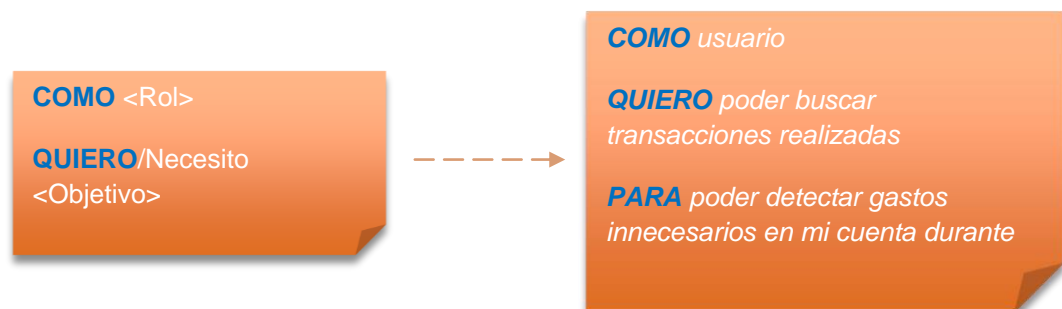 COMO <Rol>
QUIERO/Necesito
<Objetivo>
COMO usuario
QUIERO poder buscar
transacciones realizadas
PARA poder detectar gastos
innecesarios en mi cuenta durante